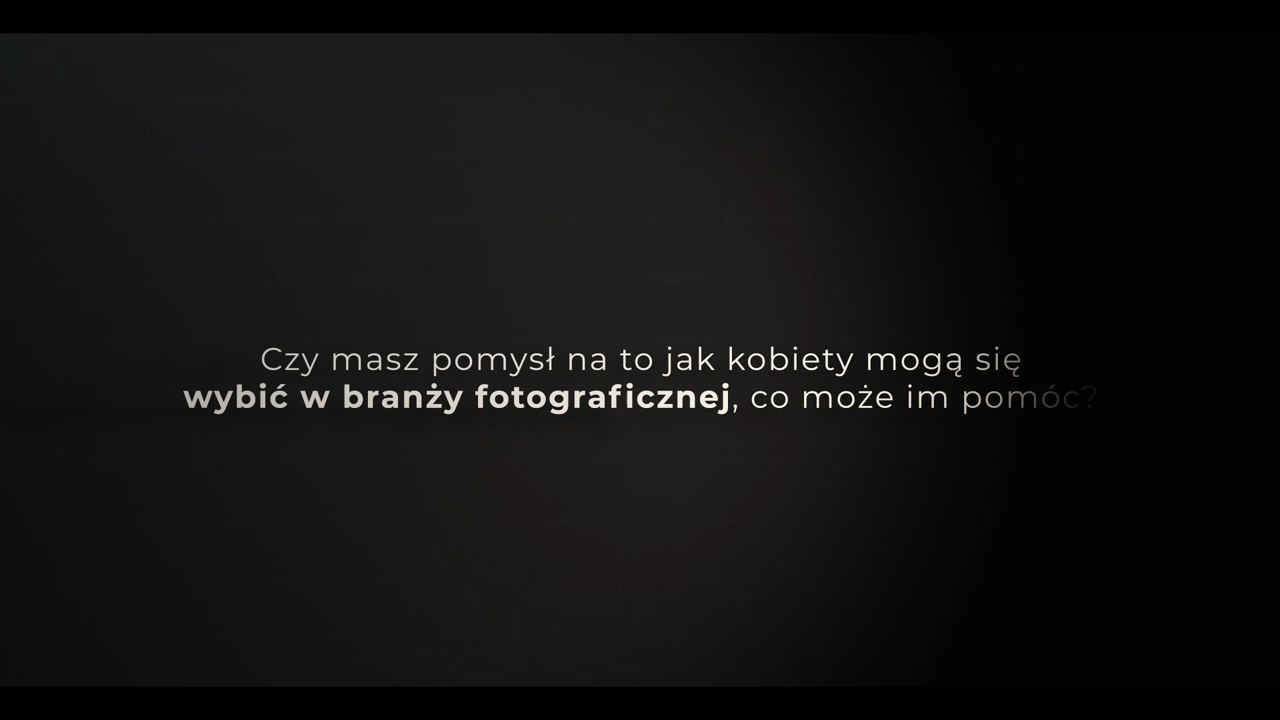 Czy masz pomysł na to jak kobiety mogą się
wybić w branży fotograficznej, co może im pomóc?